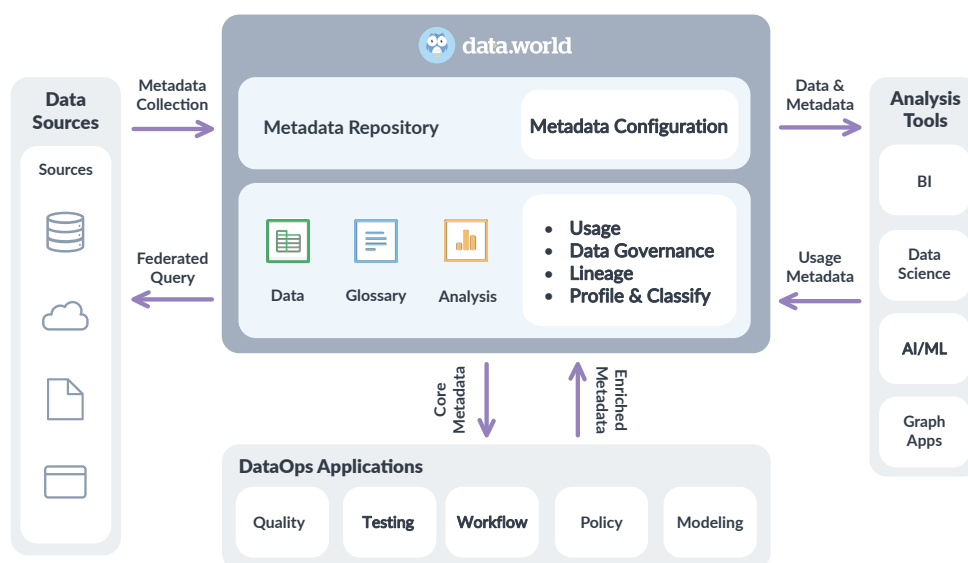 data.world
Data
Sources
Sources
Metadata
Collection
Federated
Query
Metadata Repository
Metadata Configuration
Data
Glossary
Analysis
• Usage
• Data Governance
• Lineage
• Profile & Classify
Data &
Metadata
Usage
Metadata
Analysis
Tools
BI
Data
Science
AI/ML
Graph
Apps
Core
Metadata
Enriched
Metadata
DataOps Applications
Quality
Testing
Workflow
Policy
Modeling